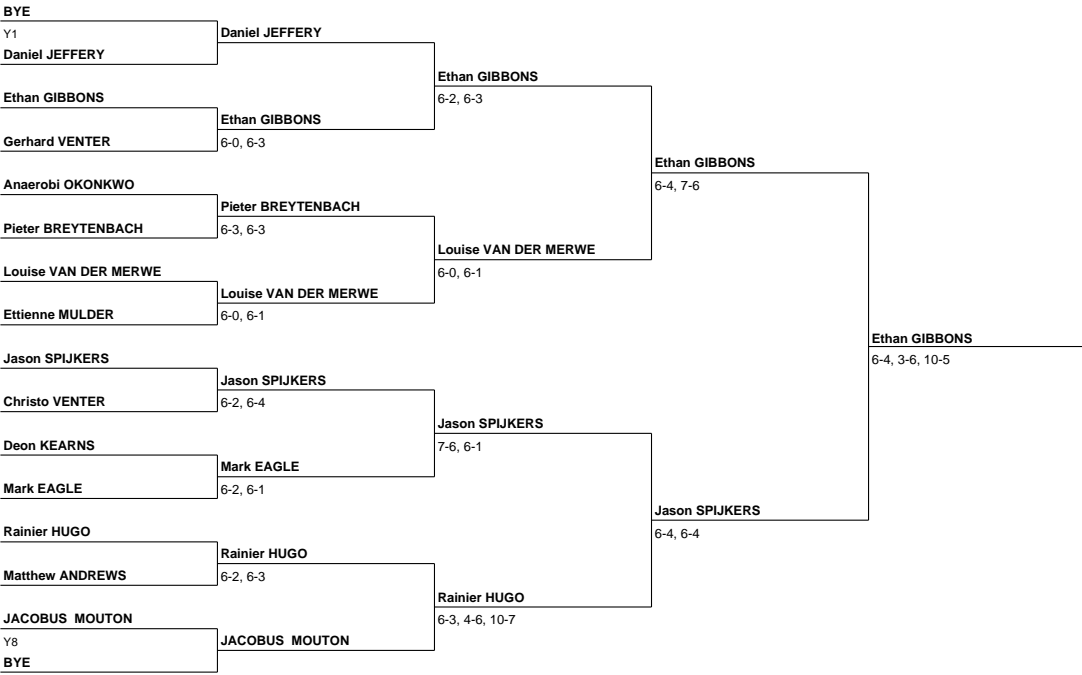 BYE
Y1
Daniel JEFFERY
Daniel JEFFERY
Ethan GIBBONS
6-2, 6-3
Ethan GIBBONS
Ethan GIBBONS
6-0, 6-3
Gerhard VENTER
Ethan GIBBONS
6-4, 7-6
Anaerobi OKONKWO
Pieter BREYTENBACH
6-3, 6-3
Pieter BREYTENBACH
Louise VAN DER MERWE
6-0, 6-1
Louise VAN DER MERWE
Louise VAN DER MERWE
6-0, 6-1
Ettienne MULDER
Ethan GIBBONS
6-4, 3-6, 10-5
Jason SPIJKERS
Jason SPIJKERS
6-2, 6-4
Christo VENTER
Jason SPIJKERS
7-6, 6-1
Deon KEARNS
Mark EAGLE
6-2, 6-1
Mark EAGLE
Jason SPIJKERS
6-4, 6-4
Rainier HUGO
Rainier HUGO
6-2, 6-3
Matthew ANDREWS
Rainier HUGO
6-3, 4-6, 10-7
JACOBUS  MOUTON
Y8
JACOBUS  MOUTON
BYE